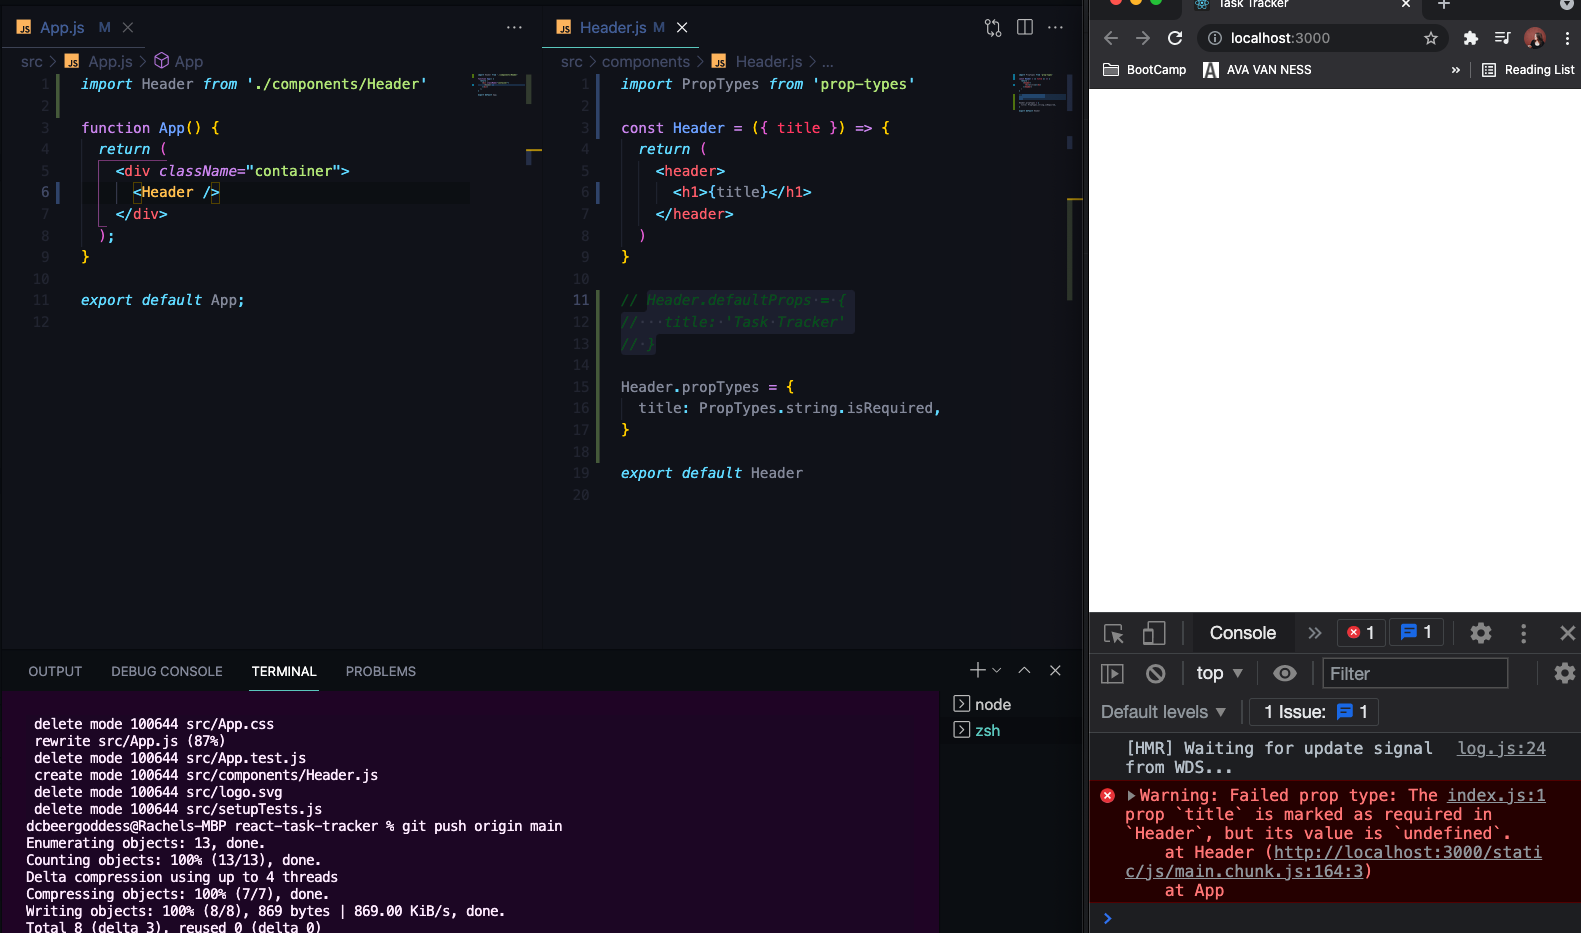 App.js M
src > App.js > App
1 import Header from './components/Header'
2
3 function App() {
4 return (
5 <div className="container">
6 <Header />
7 </div>
8 );
9 }
10
11 export default App;
12
Header.js M
src > components > Header.js > ...
1 import PropTypes from 'prop-types'
2
3 const Header = ({ title }) => {
4 return (
5 <header>
6 <h1>{title}</h1>
7 </header>
8 )
9 }
10
11 // Header.defaultProps = {
12 // title: 'Task Tracker'
13 // }
14
15 Header.propTypes = {
16 title: PropTypes.string.isRequired,
17 }
18
19 export default Header
20
OUTPUT DEBUG CONSOLE TERMINAL PROBLEMS
delete mode 100644 src/App.css
rewrite src/App.js (87%)
delete mode 100644 src/App.test.js
create mode 100644 src/components/Header.js
delete mode 100644 src/logo.svg
delete mode 100644 src/setupTests.js
dcbeergoddess@Rachels-MBP react-task-tracker % git push origin main
Enumerating objects: 13, done.
Counting objects: 100% (13/13), done.
Delta compression using up to 4 threads
Compressing objects: 100% (7/7), done.
Writing objects: 100% (8/8), 869 bytes | 869.00 KiB/s, done.
Total 8 (delta 3), reused 0 (delta 0)
node
zsh
Task Tracker
localhost:3000
BootCamp AVA VAN NESS » Reading List
Console » 1 1
top Filter
Default levels 1 Issue: 1
[HMR] Waiting for update signal log.js:24
from WDS...
Warning: Failed prop type: The index.js:1
prop `title` is marked as required in
`Header`, but its value is `undefined`.
at Header (http://localhost:3000/stati
c/js/main.chunk.js:164:3)
at App